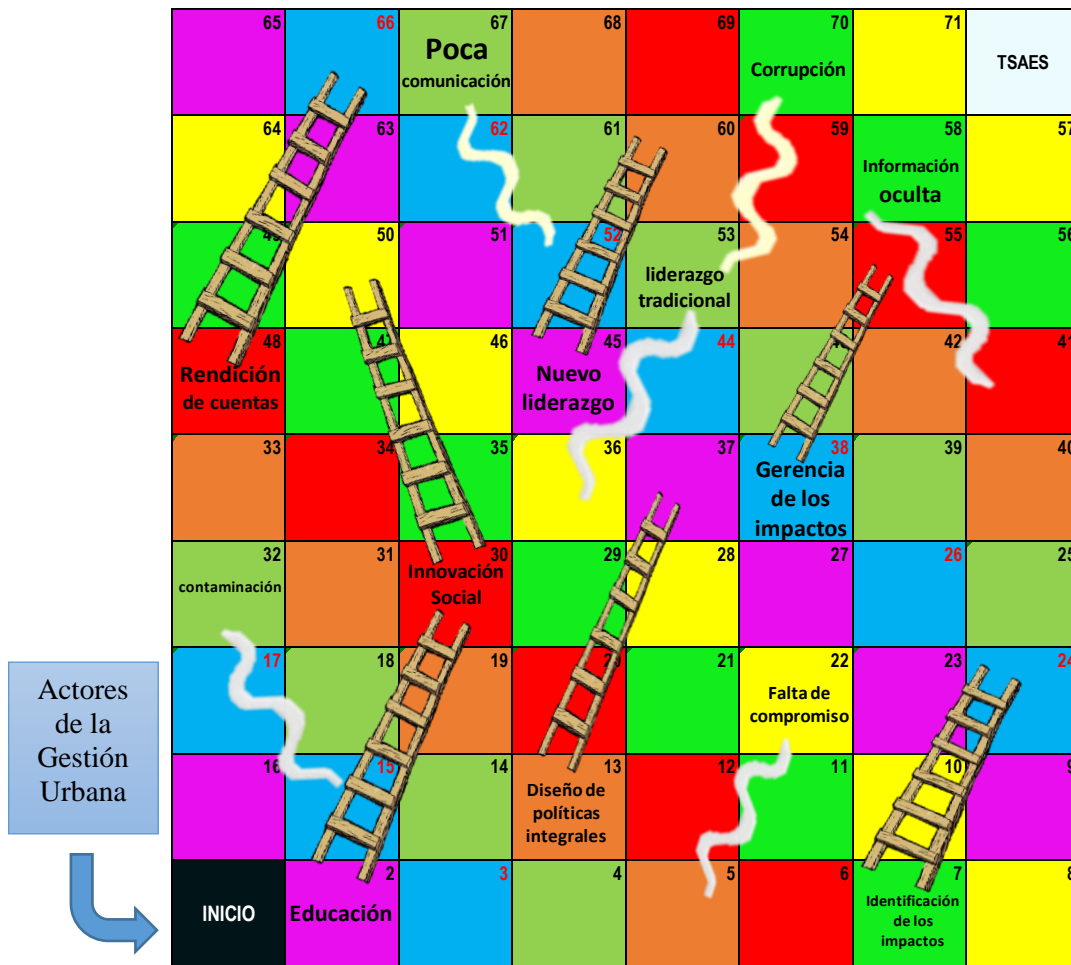 65 66 67 68 69 70 71
Poca
comunicación
Corrupción
TSAES
64 63 62 61 60 59 58 57
Información
oculta
49 50 51 52 53 54 55 56
liderazgo
tradicional
48 47 46 45 44 42 41
Rendición
de cuentas
Nuevo
liderazgo
33 34 35 36 37 38 39 40
Gerencia
de los
impactos
32 31 30 29 28 27 26 25
contaminación
Innovación
Social
17 18 19 20 21 22 23 24
Falta de
compromiso
Actores
de la
Gestión
Urbana
16 15 14 13 12 11 10 9
Diseño de
políticas
integrales
2 3 4 5 6 7 8
INICIO
Educación
Identificación
de los
impactos